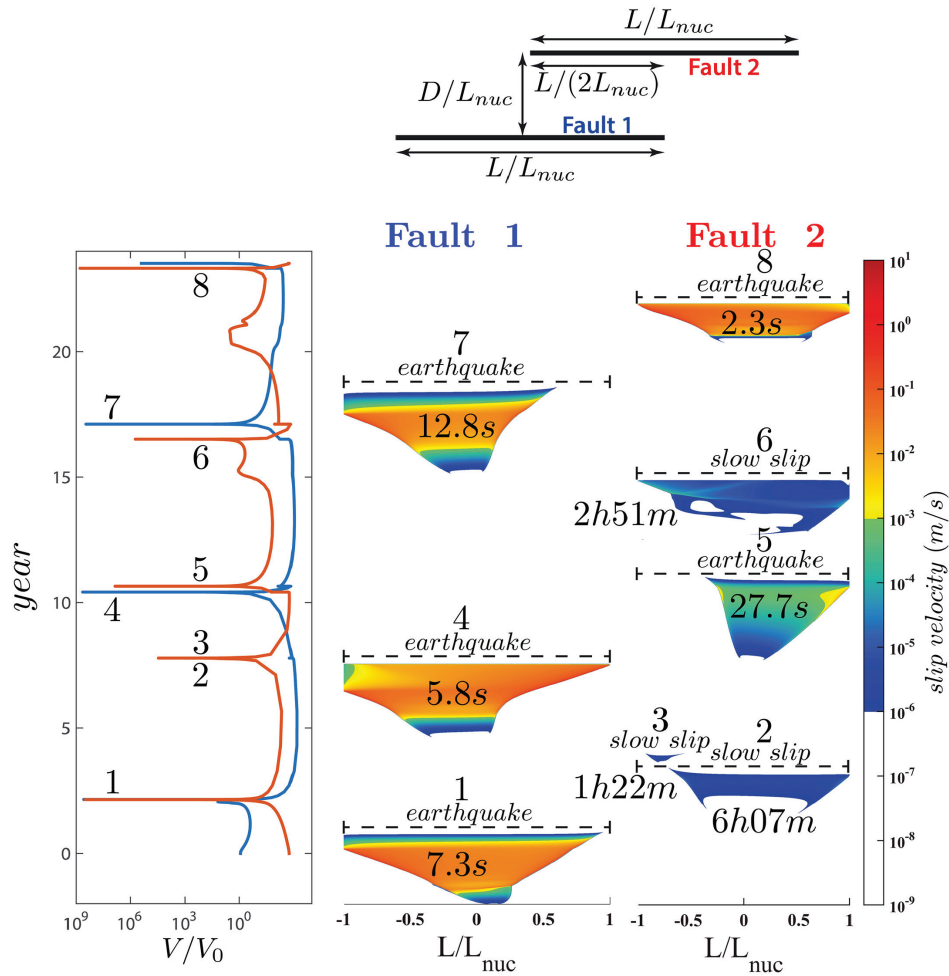 L/L_nuc
L/(2L_nuc)
Fault 2
D/L_nuc
Fault 1
L/L_nuc
Fault 1
Fault 2
8
earthquake
2.3s
7
earthquake
12.8s
6
slow slip
2h51m
5
earthquake
27.7s
4
earthquake
5.8s
3
slow slip
1h22m
2
slow slip
6h07m
1
earthquake
7.3s
8
7
6
5
4
3
2
1
20
15
10
5
0
year
10^9
10^6
10^3
10^0
V/V_0
-1
-0.5
0
0.5
1
L/L_nuc
-1
-0.5
0
0.5
1
L/L_nuc
10^1
10^0
10^-1
10^-2
10^-3
10^-4
10^-5
10^-6
10^-7
10^-8
10^-9
slip velocity (m/s)